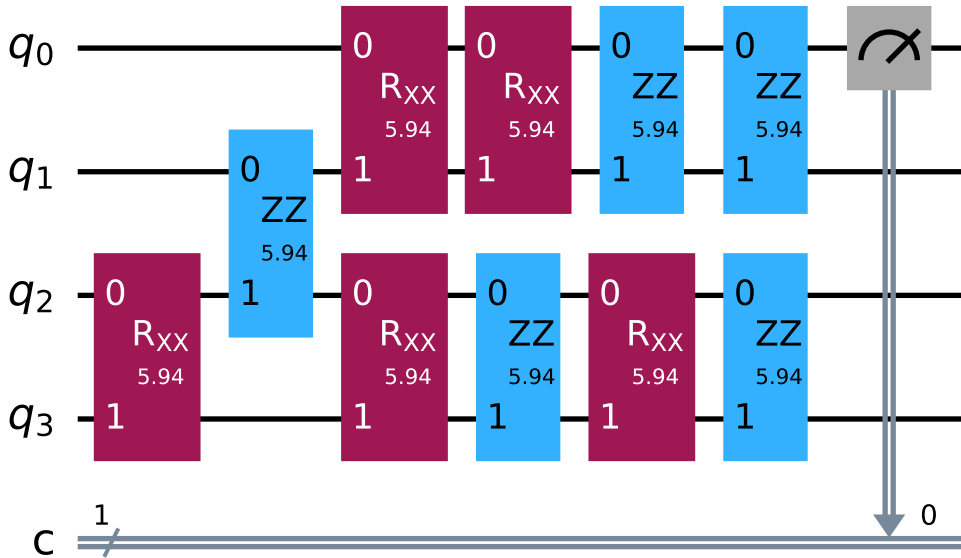 q0 0 0 0 0
RXX RXX ZZ ZZ
5.94 5.94 5.94 5.94
q1 0 1 1 1 1
ZZ
5.94
q2 0 1 0 0 0 0
RXX RXX ZZ RXX ZZ
5.94 5.94 5.94 5.94 5.94
q3 1 1 1 1 1
1 0
c